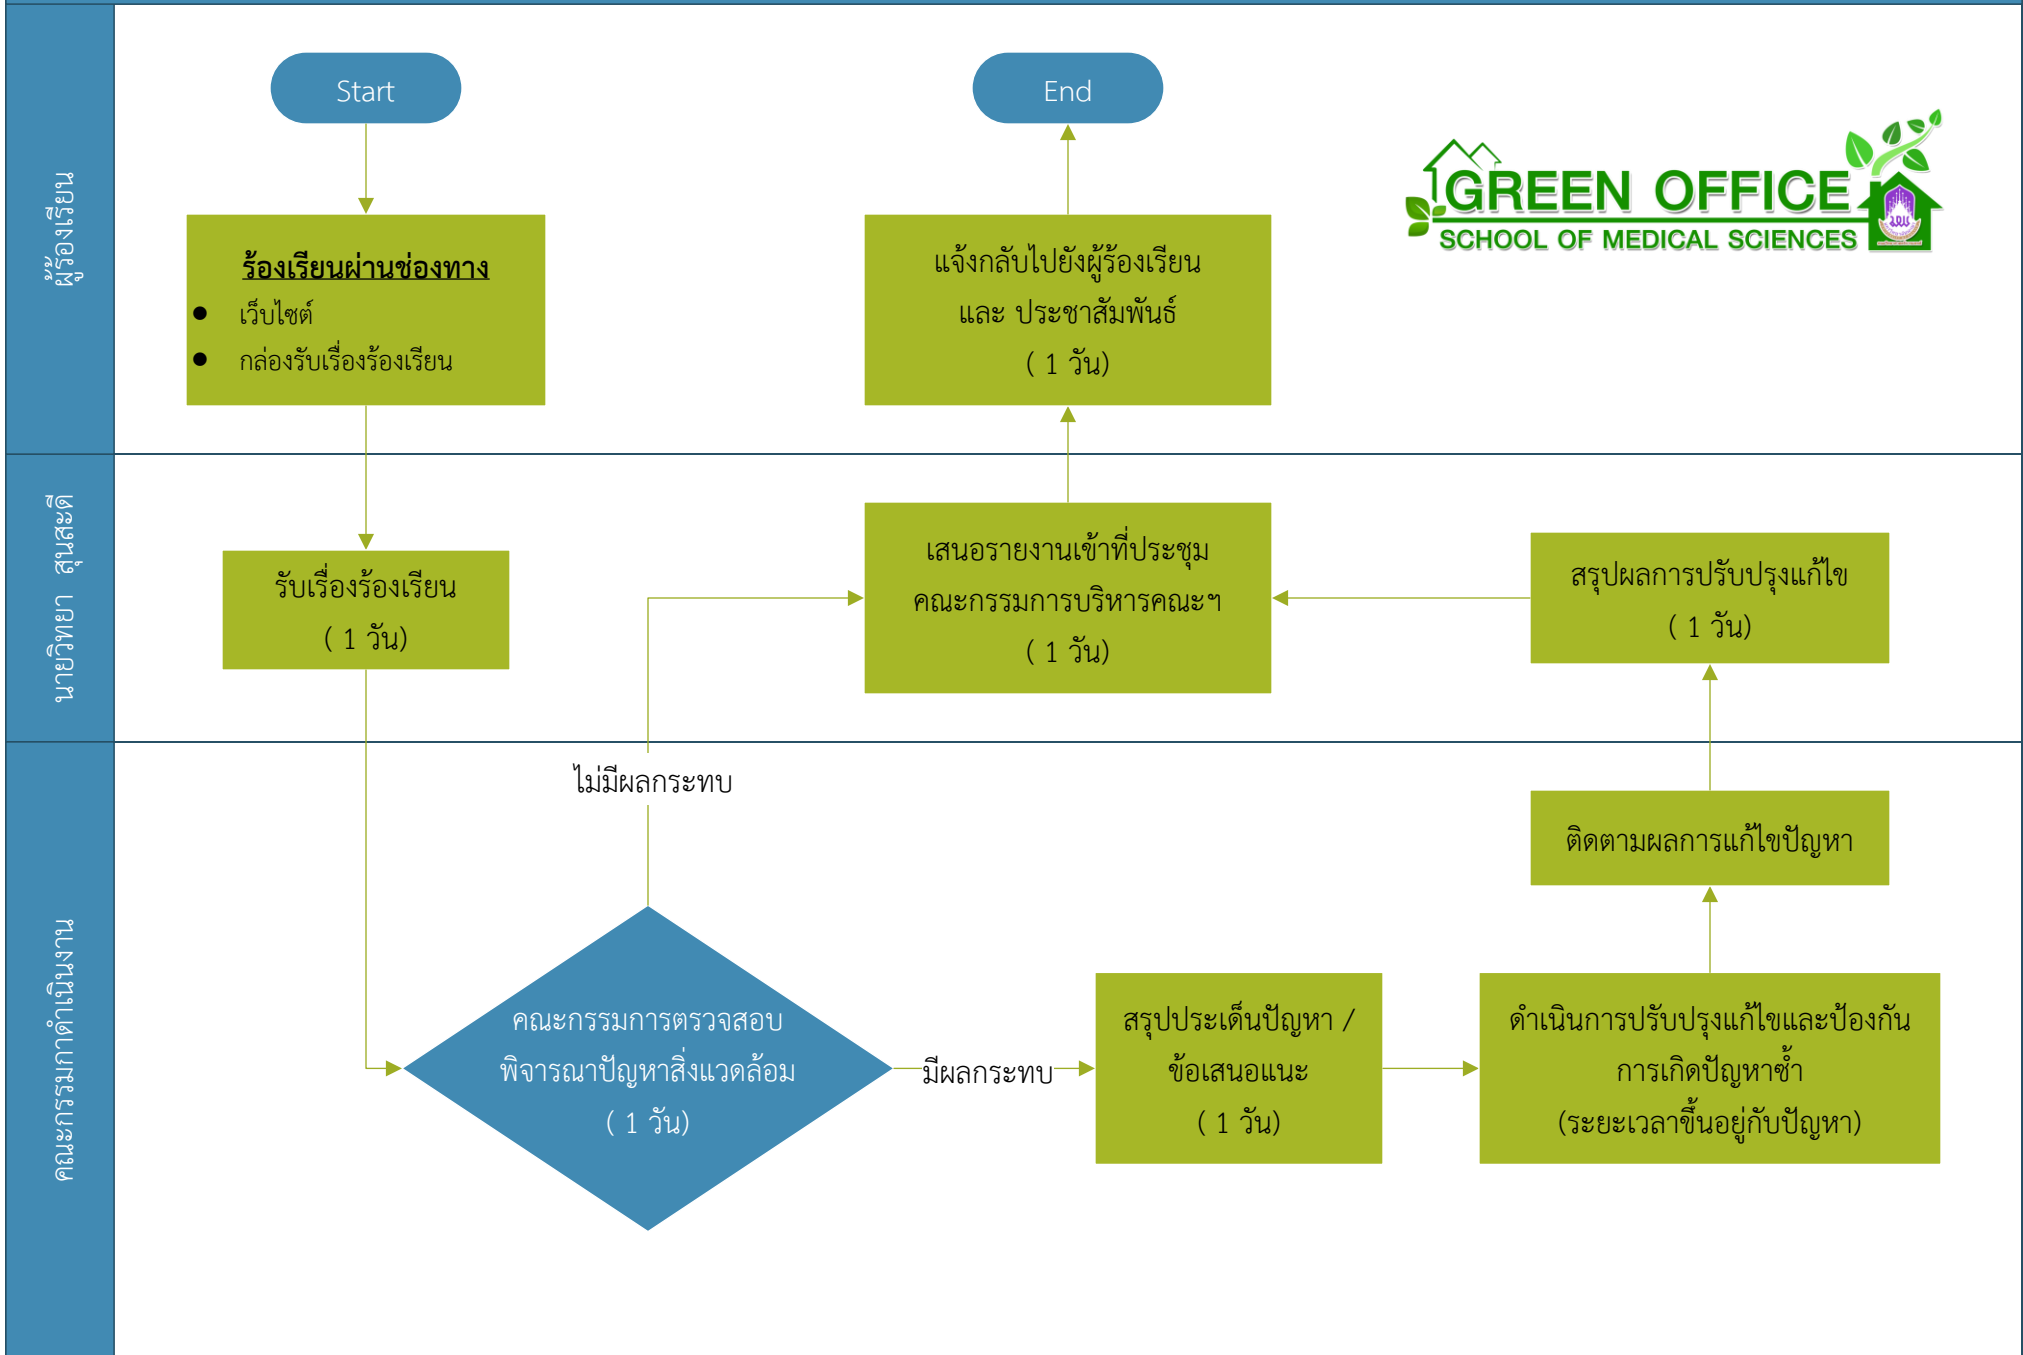 ผู้ร้องเรียน
Start
End
GREEN OFFICE
SCHOOL OF MEDICAL SCIENCES
ร้องเรียนผ่านช่องทาง
● เว็บไซต์
● กล่องรับเรื่องร้องเรียน
แจ้งกลับไปยังผู้ร้องเรียน
และ ประชาสัมพันธ์
( 1 วัน)
นายวิทยา สุนสะดี
รับเรื่องร้องเรียน
( 1 วัน)
เสนอรายงานเข้าที่ประชุม
คณะกรรมการบริหารคณะฯ
( 1 วัน)
สรุปผลการปรับปรุงแก้ไข
( 1 วัน)
คณะกรรมกาดำเนินงาน
ไม่มีผลกระทบ
ติดตามผลการแก้ไขปัญหา
คณะกรรมการตรวจสอบ
พิจารณาปัญหาสิ่งแวดล้อม
( 1 วัน)
มีผลกระทบ
สรุปประเด็นปัญหา /
ข้อเสนอแนะ
( 1 วัน)
ดำเนินการปรับปรุงแก้ไขและป้องกัน
การเกิดปัญหาซ้ำ
(ระยะเวลาขึ้นอยู่กับปัญหา)